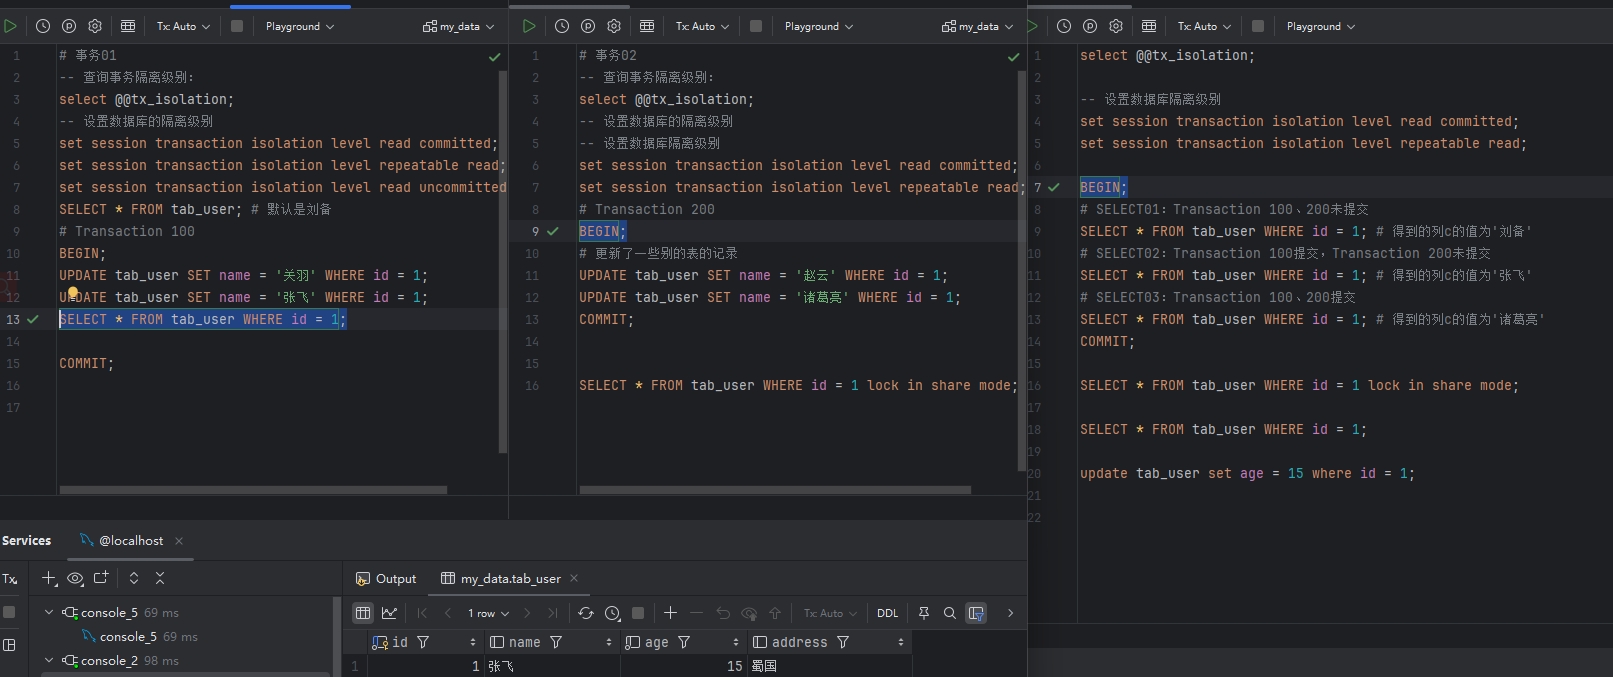 Tx: Auto
Playground
my_data
1 # 事务01
2 -- 查询事务隔离级别:
3 select @@tx_isolation;
4 -- 设置数据库的隔离级别
5 set session transaction isolation level read committed;
6 set session transaction isolation level repeatable read;
7 set session transaction isolation level read uncommitted
8 SELECT * FROM tab_user; # 默认是刘备
9 # Transaction 100
10 BEGIN;
11 UPDATE tab_user SET name = '关羽' WHERE id = 1;
12 UPDATE tab_user SET name = '张飞' WHERE id = 1;
13 SELECT * FROM tab_user WHERE id = 1;
14
15 COMMIT;
16
17
Tx: Auto
Playground
my_data
1 # 事务02
2 -- 查询事务隔离级别:
3 select @@tx_isolation;
4 -- 设置数据库的隔离级别
5 -- 设置数据库隔离级别
6 set session transaction isolation level read committed;
7 set session transaction isolation level repeatable read;
8 # Transaction 200
9 BEGIN;
10 # 更新了一些别的表的记录
11 UPDATE tab_user SET name = '赵云' WHERE id = 1;
12 UPDATE tab_user SET name = '诸葛亮' WHERE id = 1;
13 COMMIT;
14
15
16 SELECT * FROM tab_user WHERE id = 1 lock in share mode;
Tx: Auto
Playground
1 select @@tx_isolation;
2
3 -- 设置数据库隔离级别
4 set session transaction isolation level read committed;
5 set session transaction isolation level repeatable read;
6
7 BEGIN;
8 # SELECT01: Transaction 100、200未提交
9 SELECT * FROM tab_user WHERE id = 1; # 得到的列c的值为'刘备'
10 # SELECT02: Transaction 100提交，Transaction 200未提交
11 SELECT * FROM tab_user WHERE id = 1; # 得到的列c的值为'张飞'
12 # SELECT03: Transaction 100、200提交
13 SELECT * FROM tab_user WHERE id = 1; # 得到的列c的值为'诸葛亮'
14 COMMIT;
15
16 SELECT * FROM tab_user WHERE id = 1 lock in share mode;
17
18 SELECT * FROM tab_user WHERE id = 1;
19
20 update tab_user set age = 15 where id = 1;
21
22
Services
@localhost
Tx
console_5 69 ms
console_5 69 ms
console_2 98 ms
Output
my_data.tab_user
1 row
Tx: Auto
DDL
id name age address
1 1 张飞 15 蜀国